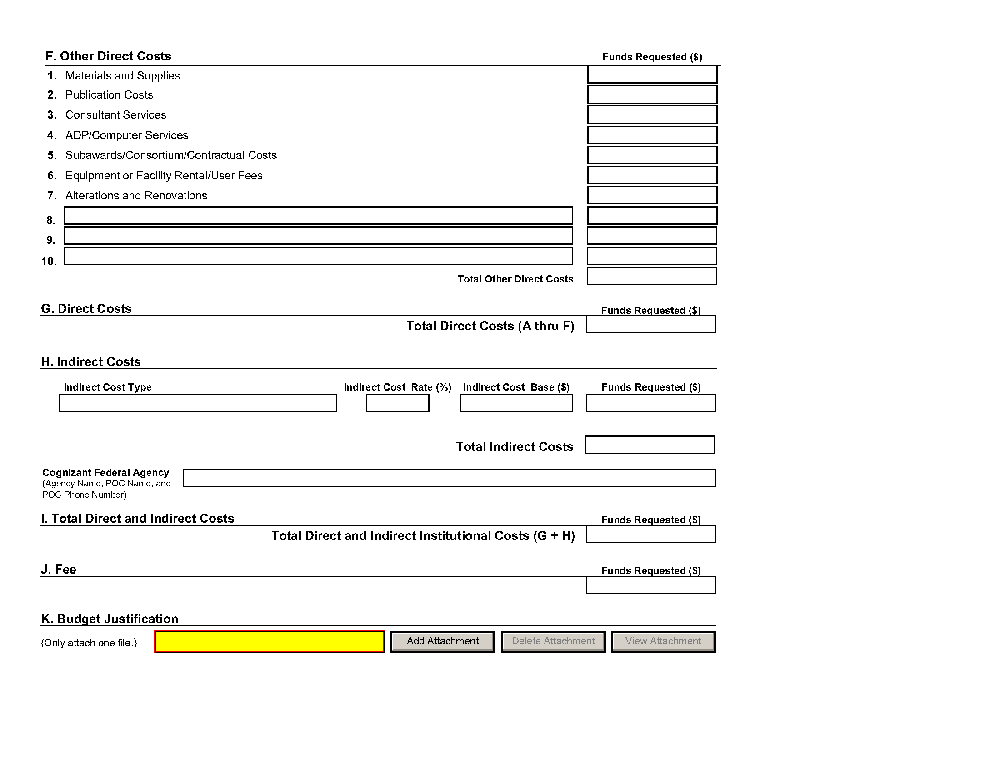 F. Other Direct Costs Funds Requested ($)
1. Materials and Supplies
2. Publication Costs
3. Consultant Services
4. ADP/Computer Services
5. Subawards/Consortium/Contractual Costs
6. Equipment or Facility Rental/User Fees
7. Alterations and Renovations
8.
9.
10.
Total Other Direct Costs
G. Direct Costs Funds Requested ($)
Total Direct Costs (A thru F)
H. Indirect Costs
Indirect Cost Type Indirect Cost Rate (%) Indirect Cost Base ($) Funds Requested ($)
Total Indirect Costs
Cognizant Federal Agency
(Agency Name, POC Name, and
POC Phone Number)
I. Total Direct and Indirect Costs Funds Requested ($)
Total Direct and Indirect Institutional Costs (G + H)
J. Fee Funds Requested ($)
K. Budget Justification
(Only attach one file.) Add Attachment Delete Attachment View Attachment